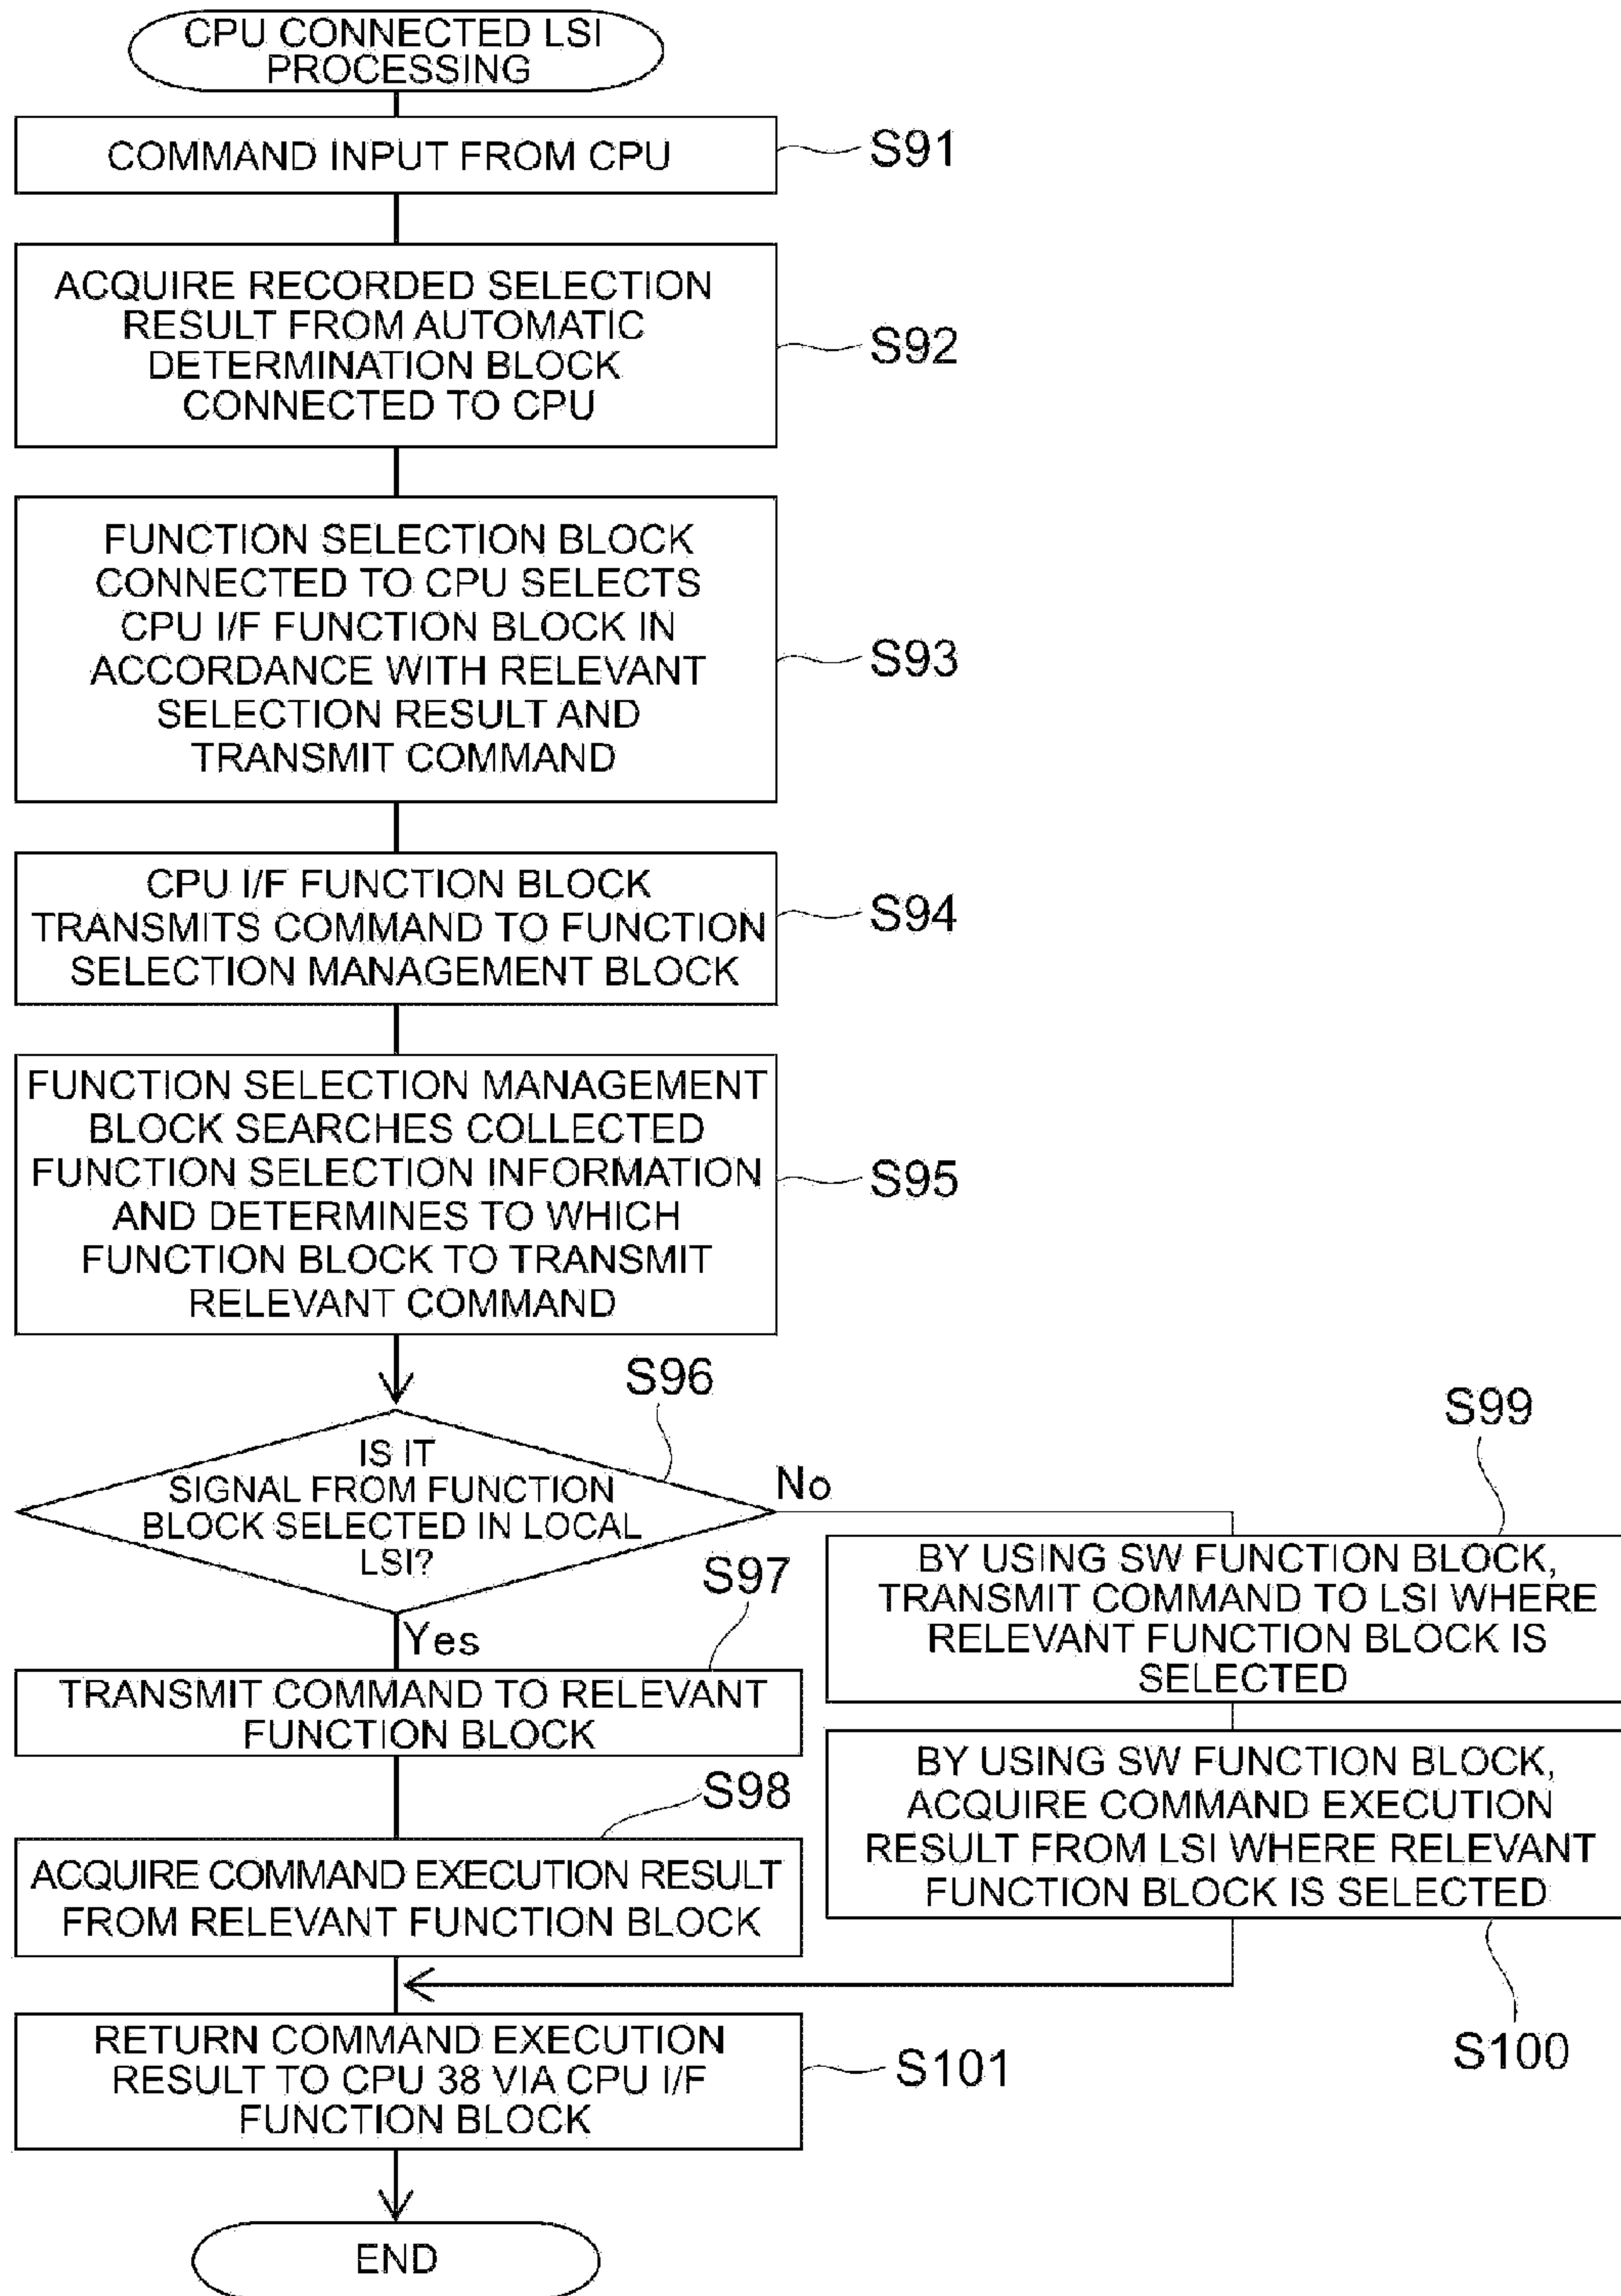 CPU CONNECTED LSI
PROCESSING
COMMAND INPUT FROM CPU
S91
ACQUIRE RECORDED SELECTION
RESULT FROM AUTOMATIC
DETERMINATION BLOCK
CONNECTED TO CPU
S92
FUNCTION SELECTION BLOCK
CONNECTED TO CPU SELECTS
CPU I/F FUNCTION BLOCK IN
ACCORDANCE WITH RELEVANT
SELECTION RESULT AND
TRANSMIT COMMAND
S93
CPU I/F FUNCTION BLOCK
TRANSMITS COMMAND TO FUNCTION
SELECTION MANAGEMENT BLOCK
S94
FUNCTION SELECTION MANAGEMENT
BLOCK SEARCHES COLLECTED
FUNCTION SELECTION INFORMATION
AND DETERMINES TO WHICH
FUNCTION BLOCK TO TRANSMIT
RELEVANT COMMAND
S95
S96
IS IT
SIGNAL FROM FUNCTION
BLOCK SELECTED IN LOCAL
LSI?
No
Yes
S97
TRANSMIT COMMAND TO RELEVANT
FUNCTION BLOCK
S98
ACQUIRE COMMAND EXECUTION RESULT
FROM RELEVANT FUNCTION BLOCK
S99
BY USING SW FUNCTION BLOCK,
TRANSMIT COMMAND TO LSI WHERE
RELEVANT FUNCTION BLOCK IS
SELECTED
BY USING SW FUNCTION BLOCK,
ACQUIRE COMMAND EXECUTION
RESULT FROM LSI WHERE RELEVANT
FUNCTION BLOCK IS SELECTED
S100
RETURN COMMAND EXECUTION
RESULT TO CPU 38 VIA CPU I/F
FUNCTION BLOCK
S101
END